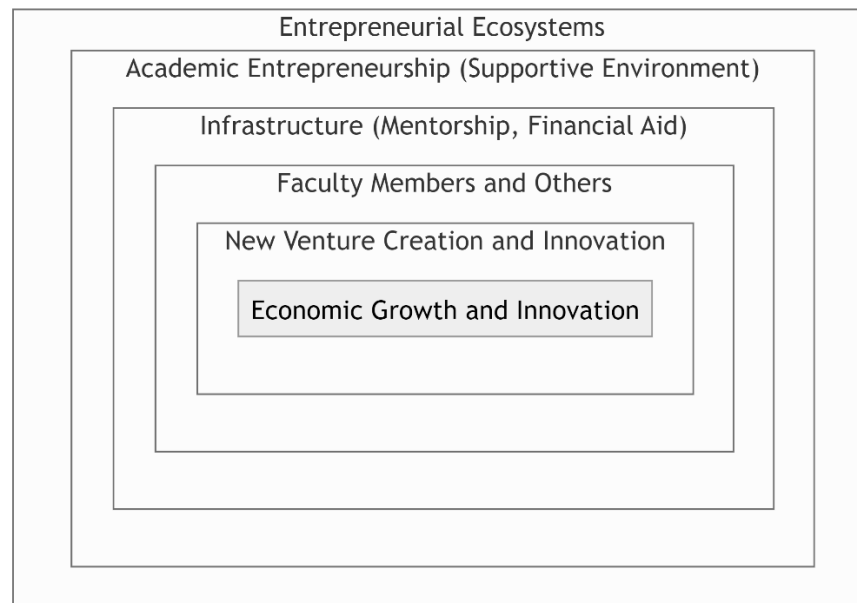 Entrepreneurial Ecosystems
Academic Entrepreneurship (Supportive Environment)
Infrastructure (Mentorship, Financial Aid)
Faculty Members and Others
New Venture Creation and Innovation
Economic Growth and Innovation